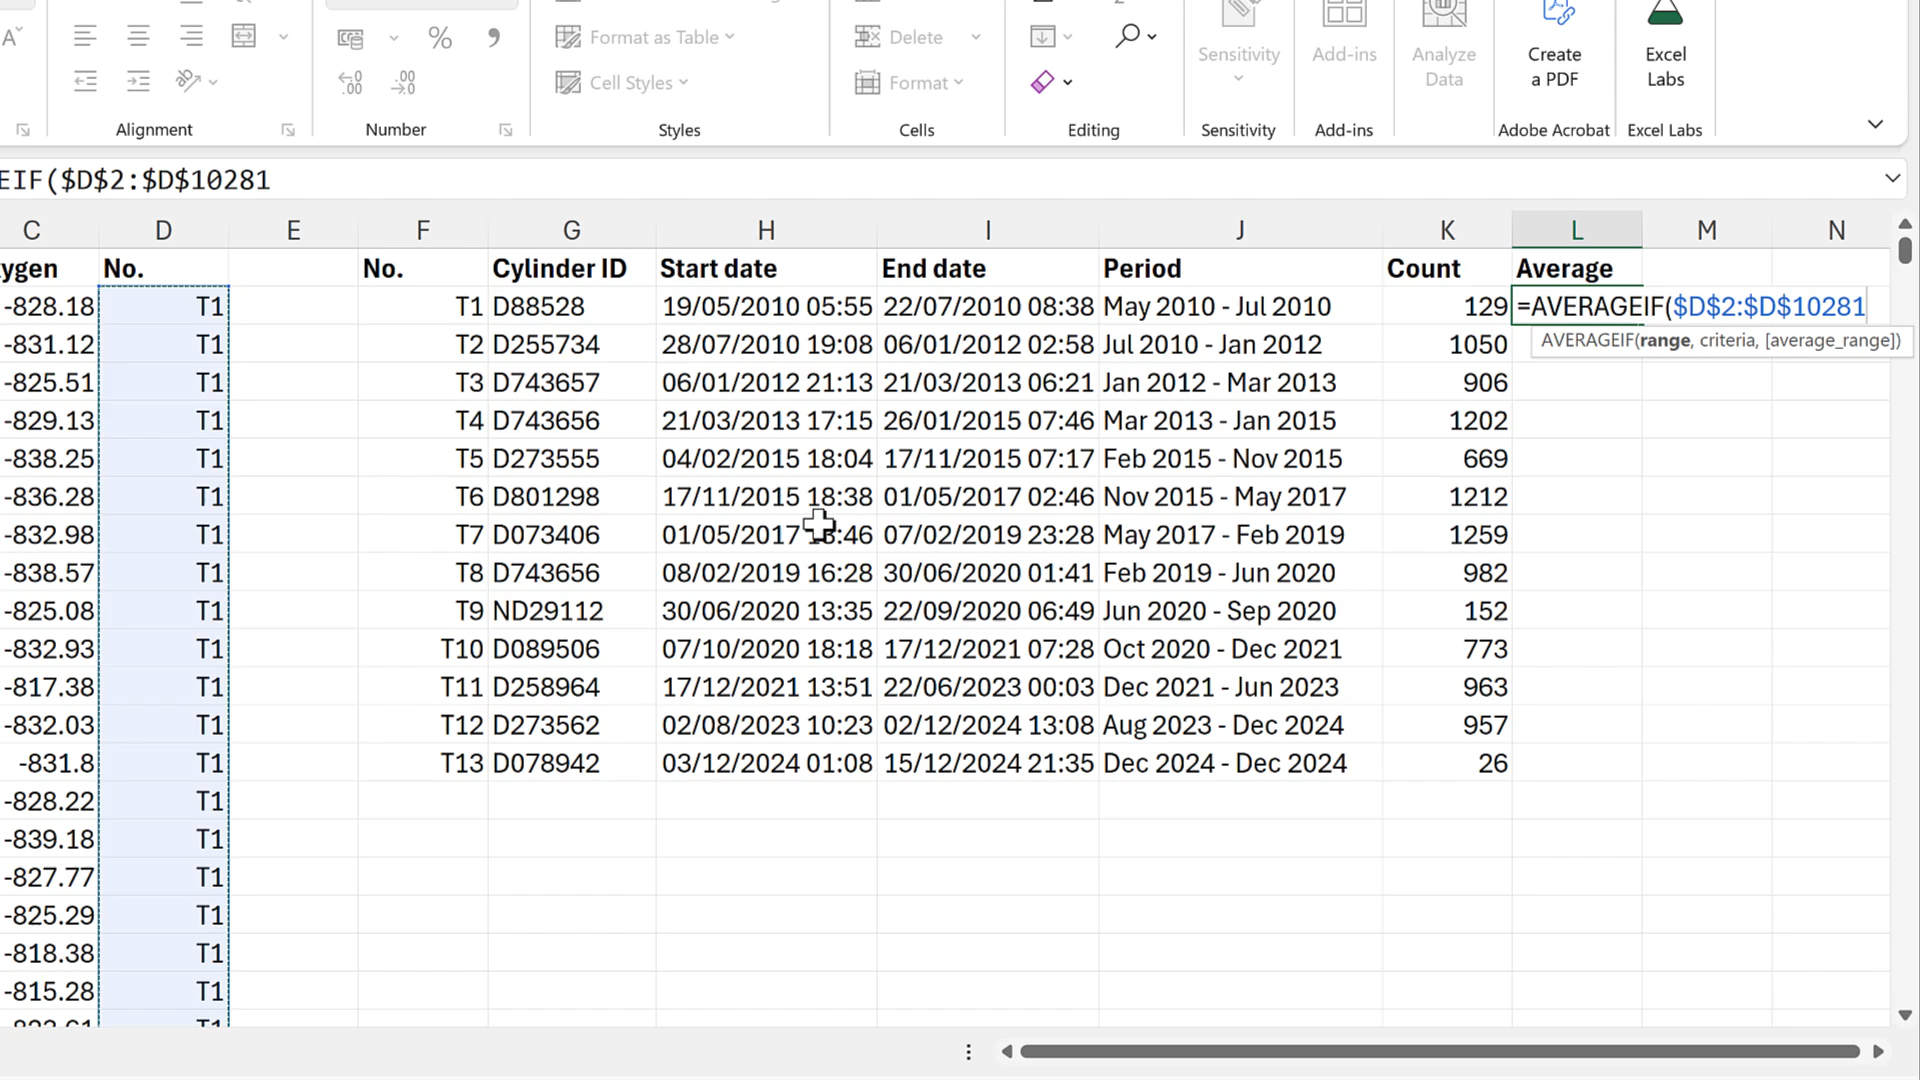 A
%
Format as Table
Delete
Sensitivity
Add-ins
Analyze
Data
Create
a PDF
Excel
Labs
Cell Styles
Format
Alignment
Number
Styles
Cells
Editing
Sensitivity
Add-ins
Adobe Acrobat
Excel Labs
EIF($D$2:$D$10281
C D E F G H I J K L M N
ygen No. No. Cylinder ID Start date End date Period Count Average
-828.18 T1 T1 D88528 19/05/2010 05:55 22/07/2010 08:38 May 2010 - Jul 2010 129 =AVERAGEIF($D$2:$D$10281
-831.12 T1 T2 D255734 28/07/2010 19:08 06/01/2012 02:58 Jul 2010 - Jan 2012 1050 AVERAGEIF(range, criteria, [average_range])
-825.51 T1 T3 D743657 06/01/2012 21:13 21/03/2013 06:21 Jan 2012 - Mar 2013 906
-829.13 T1 T4 D743656 21/03/2013 17:15 26/01/2015 07:46 Mar 2013 - Jan 2015 1202
-838.25 T1 T5 D273555 04/02/2015 18:04 17/11/2015 07:17 Feb 2015 - Nov 2015 669
-836.28 T1 T6 D801298 17/11/2015 18:38 01/05/2017 02:46 Nov 2015 - May 2017 1212
-832.98 T1 T7 D073406 01/05/2017 07/02/2019 23:28 May 2017 - Feb 2019 1259
-838.57 T1 T8 D743656 08/02/2019 16:28 30/06/2020 01:41 Feb 2019 - Jun 2020 982
-825.08 T1 T9 ND29112 30/06/2020 13:35 22/09/2020 06:49 Jun 2020 - Sep 2020 152
-832.93 T1 T10 D089506 07/10/2020 18:18 17/12/2021 07:28 Oct 2020 - Dec 2021 773
-817.38 T1 T11 D258964 17/12/2021 13:51 22/06/2023 00:03 Dec 2021 - Jun 2023 963
-832.03 T1 T12 D273562 02/08/2023 10:23 02/12/2024 13:08 Aug 2023 - Dec 2024 957
-831.8 T1 T13 D078942 03/12/2024 01:08 15/12/2024 21:35 Dec 2024 - Dec 2024 26
-828.22 T1
-839.18 T1
-827.77 T1
-825.29 T1
-818.38 T1
-815.28 T1
T1